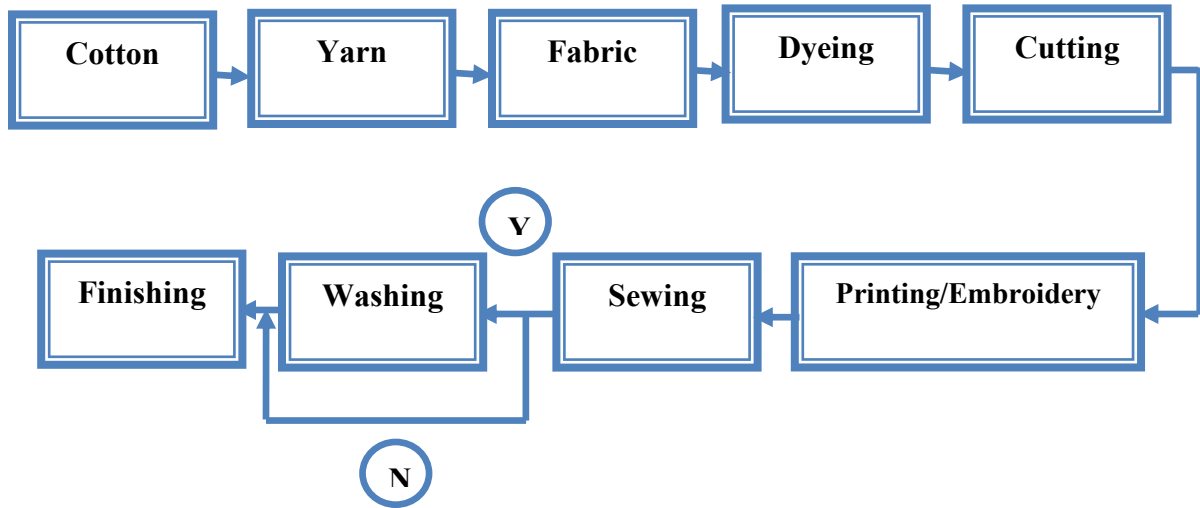 Cotton
Yarn
Fabric
Dyeing
Cutting
Y
Finishing
Washing
Sewing
Printing/Embroidery
N